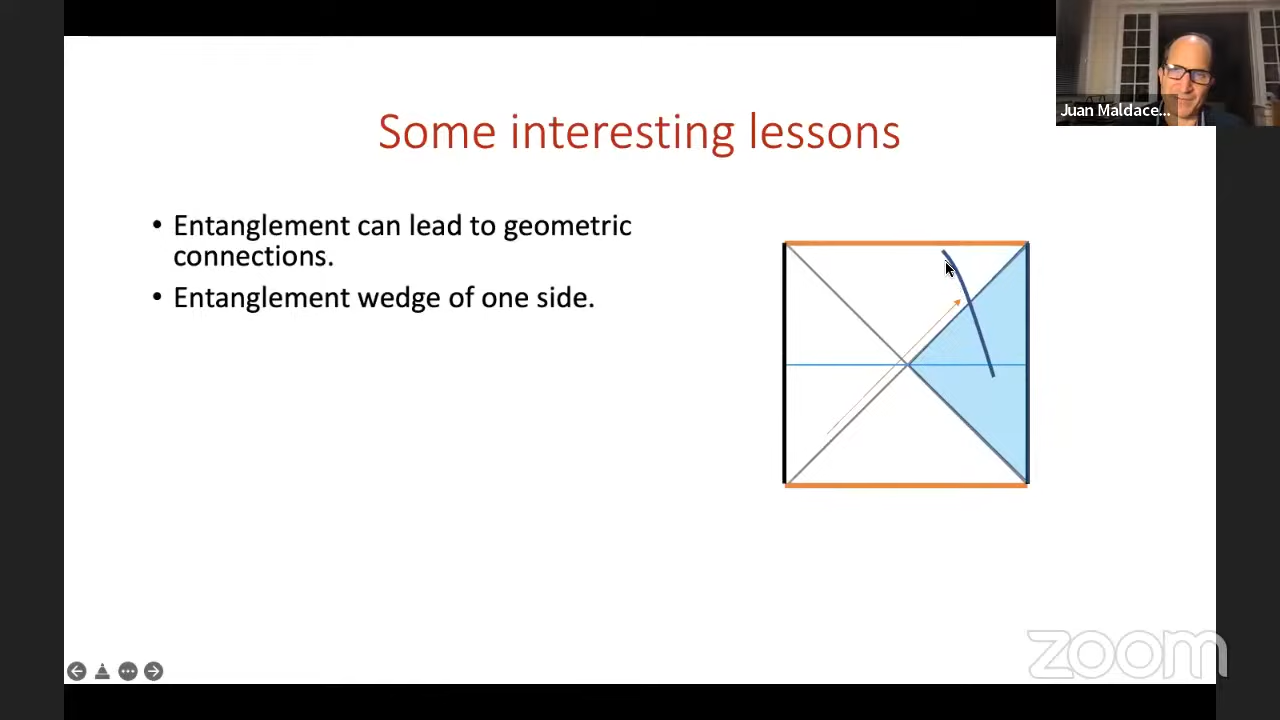 Juan Maldace...
Some interesting lessons
• Entanglement can lead to geometric
connections.
• Entanglement wedge of one side.
zoom